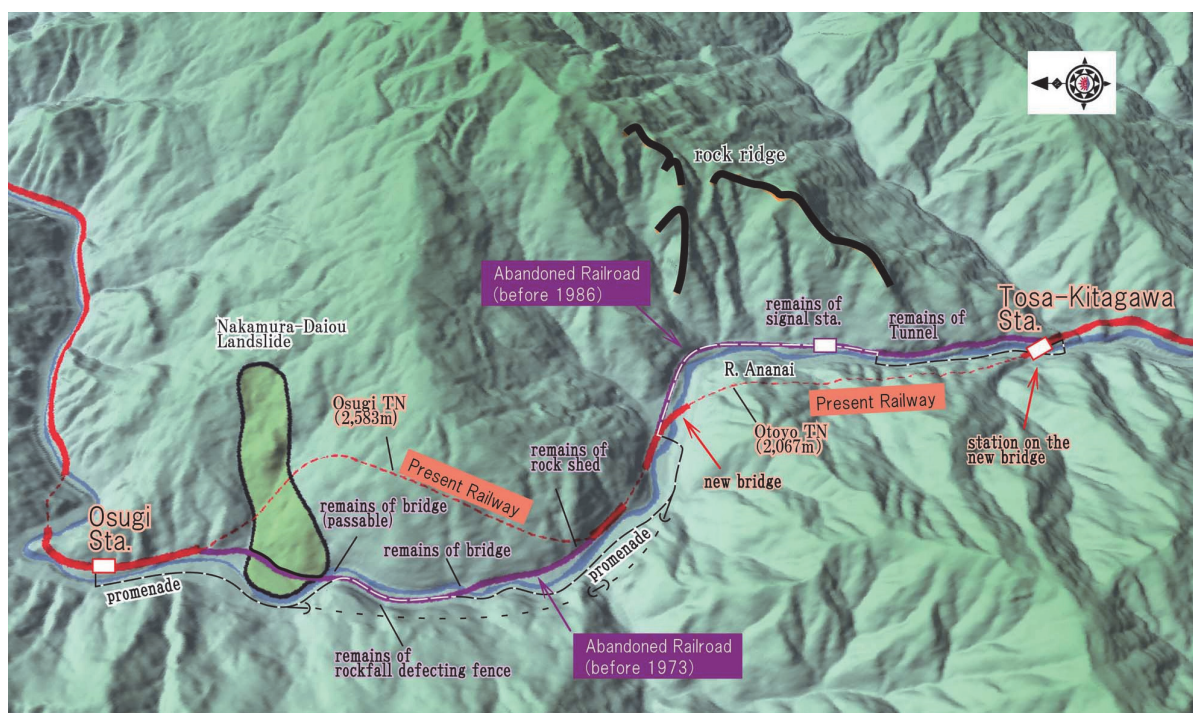 rock ridge
Abandoned Railroad
(before 1986)
remains of
signal sta.
remains of
Tunnel
Tosa-Kitagawa
Sta.
Nakamura-Daiou
Landslide
Osugi TN
(2,583m)
R. Ananai
Present Railway
Otoyo TN
(2,067m)
station on the
new bridge
remains of
rock shed
Present Railway
new bridge
remains of bridge
(passable)
Osugi
Sta.
remains of bridge
promenade
promenade
remains of
rockfall defecting fence
Abandoned Railroad
(before 1973)